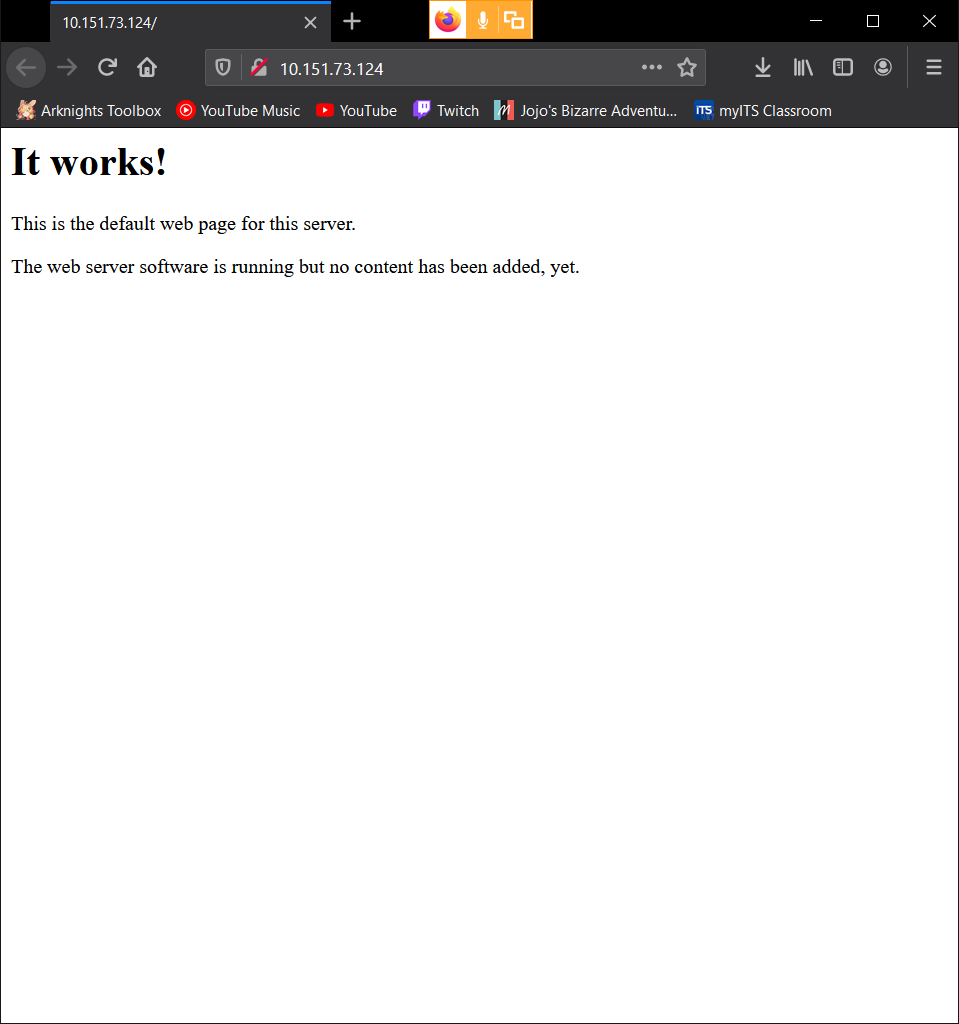 10.151.73.124/
10.151.73.124
Arknights Toolbox YouTube Music YouTube Twitch Jojo's Bizarre Adventu... ITS myITS Classroom
It works!
This is the default web page for this server.
The web server software is running but no content has been added, yet.